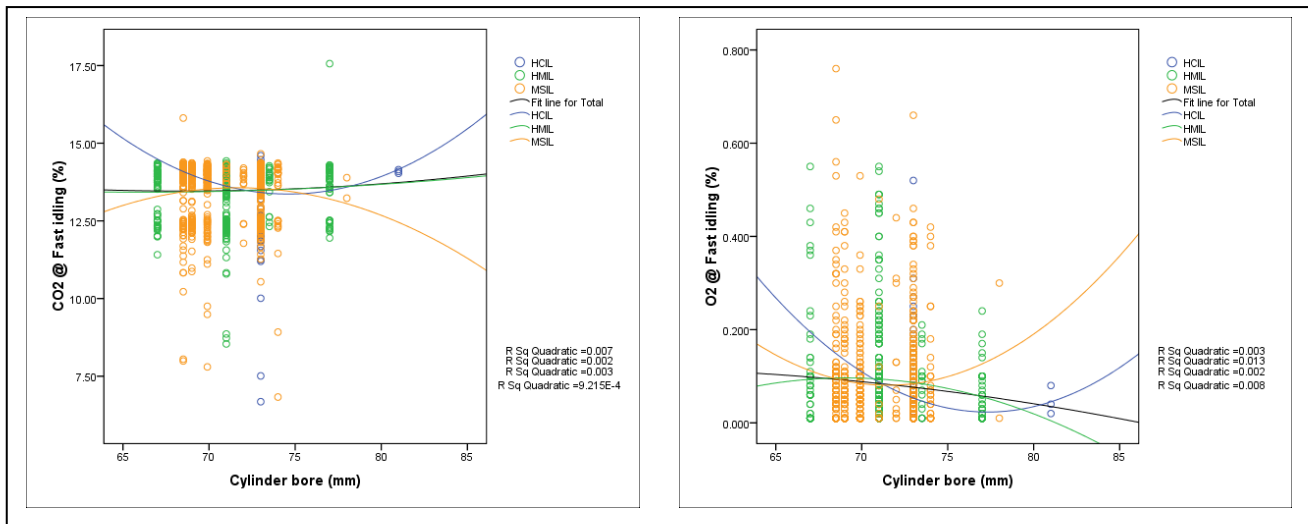 17.50
15.00
12.50
10.00
7.50
CO2 @ Fast idling (%)
65 70 75 80 85
Cylinder bore (mm)
HCIL
HMIL
MSIL
Fit line for Total
HCIL
HMIL
MSIL
R Sq Quadratic =0.007
R Sq Quadratic =0.002
R Sq Quadratic =0.003
R Sq Quadratic =9.215E-4
0.800
0.600
0.400
0.200
0.000
O2 @ Fast idling (%)
65 70 75 80 85
Cylinder bore (mm)
HCIL
HMIL
MSIL
Fit line for Total
HCIL
HMIL
MSIL
R Sq Quadratic =0.003
R Sq Quadratic =0.013
R Sq Quadratic =0.002
R Sq Quadratic =0.008